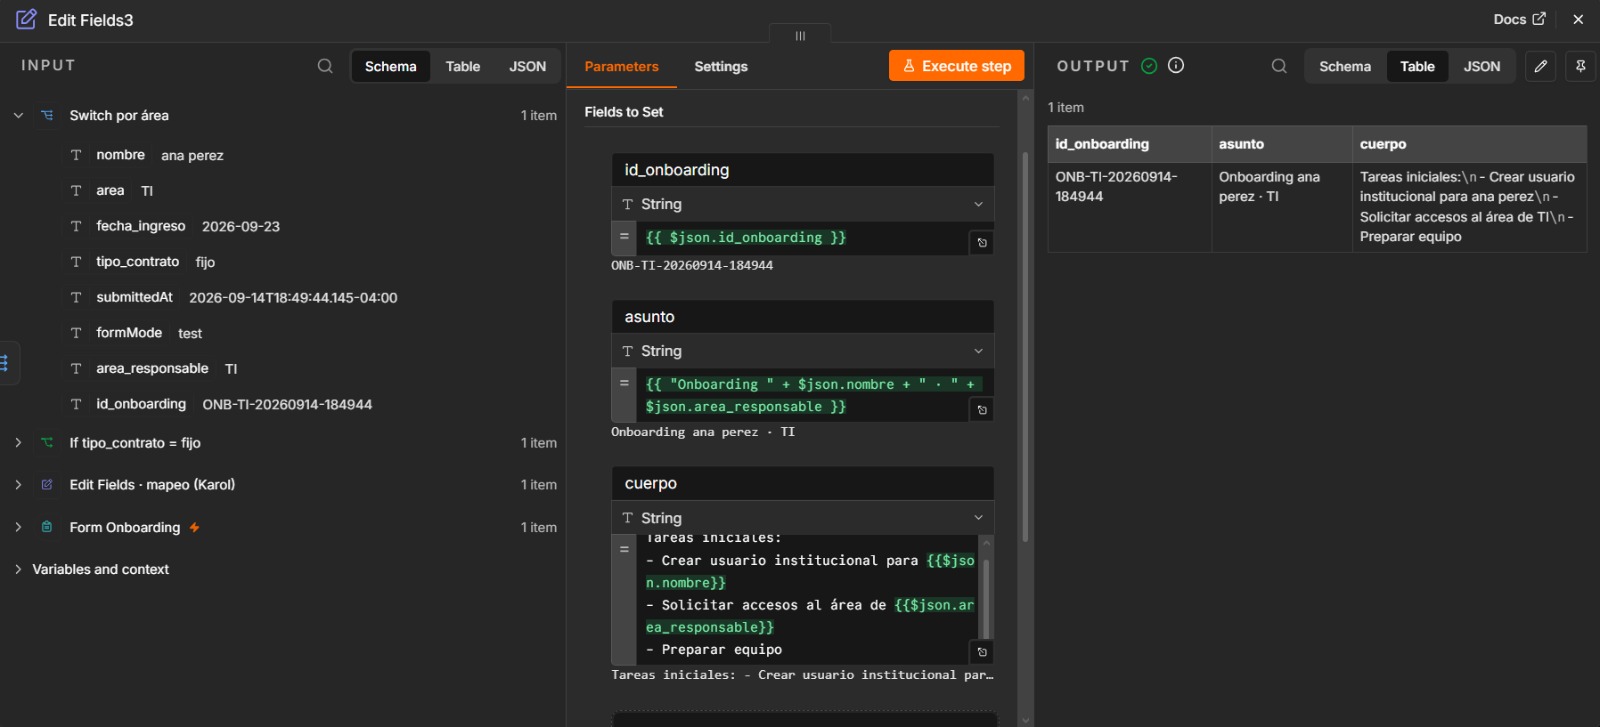 Edit Fields3
Docs
INPUT
Schema
Table
JSON
Switch por área
1 item
nombre ana perez
area TI
fecha_ingreso 2026-09-23
tipo_contrato fijo
submittedAt 2026-09-14T18:49:44.145-04:00
formMode test
area_responsable TI
id_onboarding ONB-TI-20260914-184944
If tipo_contrato = fijo
1 item
Edit Fields - mapeo (Karol)
1 item
Form Onboarding
1 item
Variables and context
Parameters
Settings
Execute step
Fields to Set
id_onboarding
T String
= {{ $json.id_onboarding }}
ONB-TI-20260914-184944
asunto
T String
= {{ "Onboarding " + $json.nombre + " · " +
$json.area_responsable }}
Onboarding ana perez · TI
cuerpo
T String
= Tareas iniciales:
- Crear usuario institucional para {{$jso
n.nombre}}
- Solicitar accesos al área de {{$json.ar
ea_responsable}}
- Preparar equipo
Tareas iniciales: - Crear usuario institucional par…
OUTPUT
Schema
Table
JSON
1 item
id_onboarding asunto cuerpo
ONB-TI-20260914-
184944
Onboarding ana
perez · TI
Tareas iniciales:\n - Crear usuario
institucional para ana perez\n -
Solicitar accesos al área de TI\n -
Preparar equipo